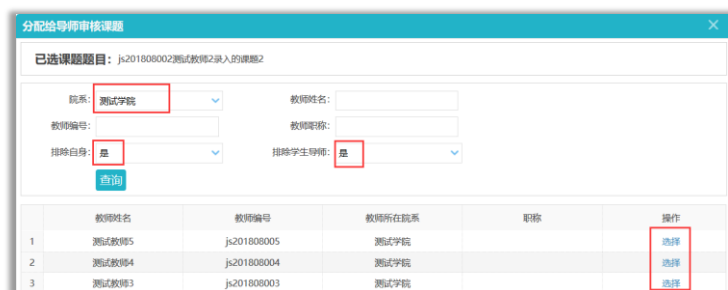 分配给导师审核课题
已选课题题目：js201808002测试教师2录入的课题2
院系：测试学院 教师姓名：
教师编号： 教师职称：
排除自身：是 排除学生导师：是
查询
教师姓名 教师编号 教师所在院系 职称 操作
1 测试教师5 js201808005 测试学院 选择
2 测试教师4 js201808004 测试学院 选择
3 测试教师3 js201808003 测试学院 选择